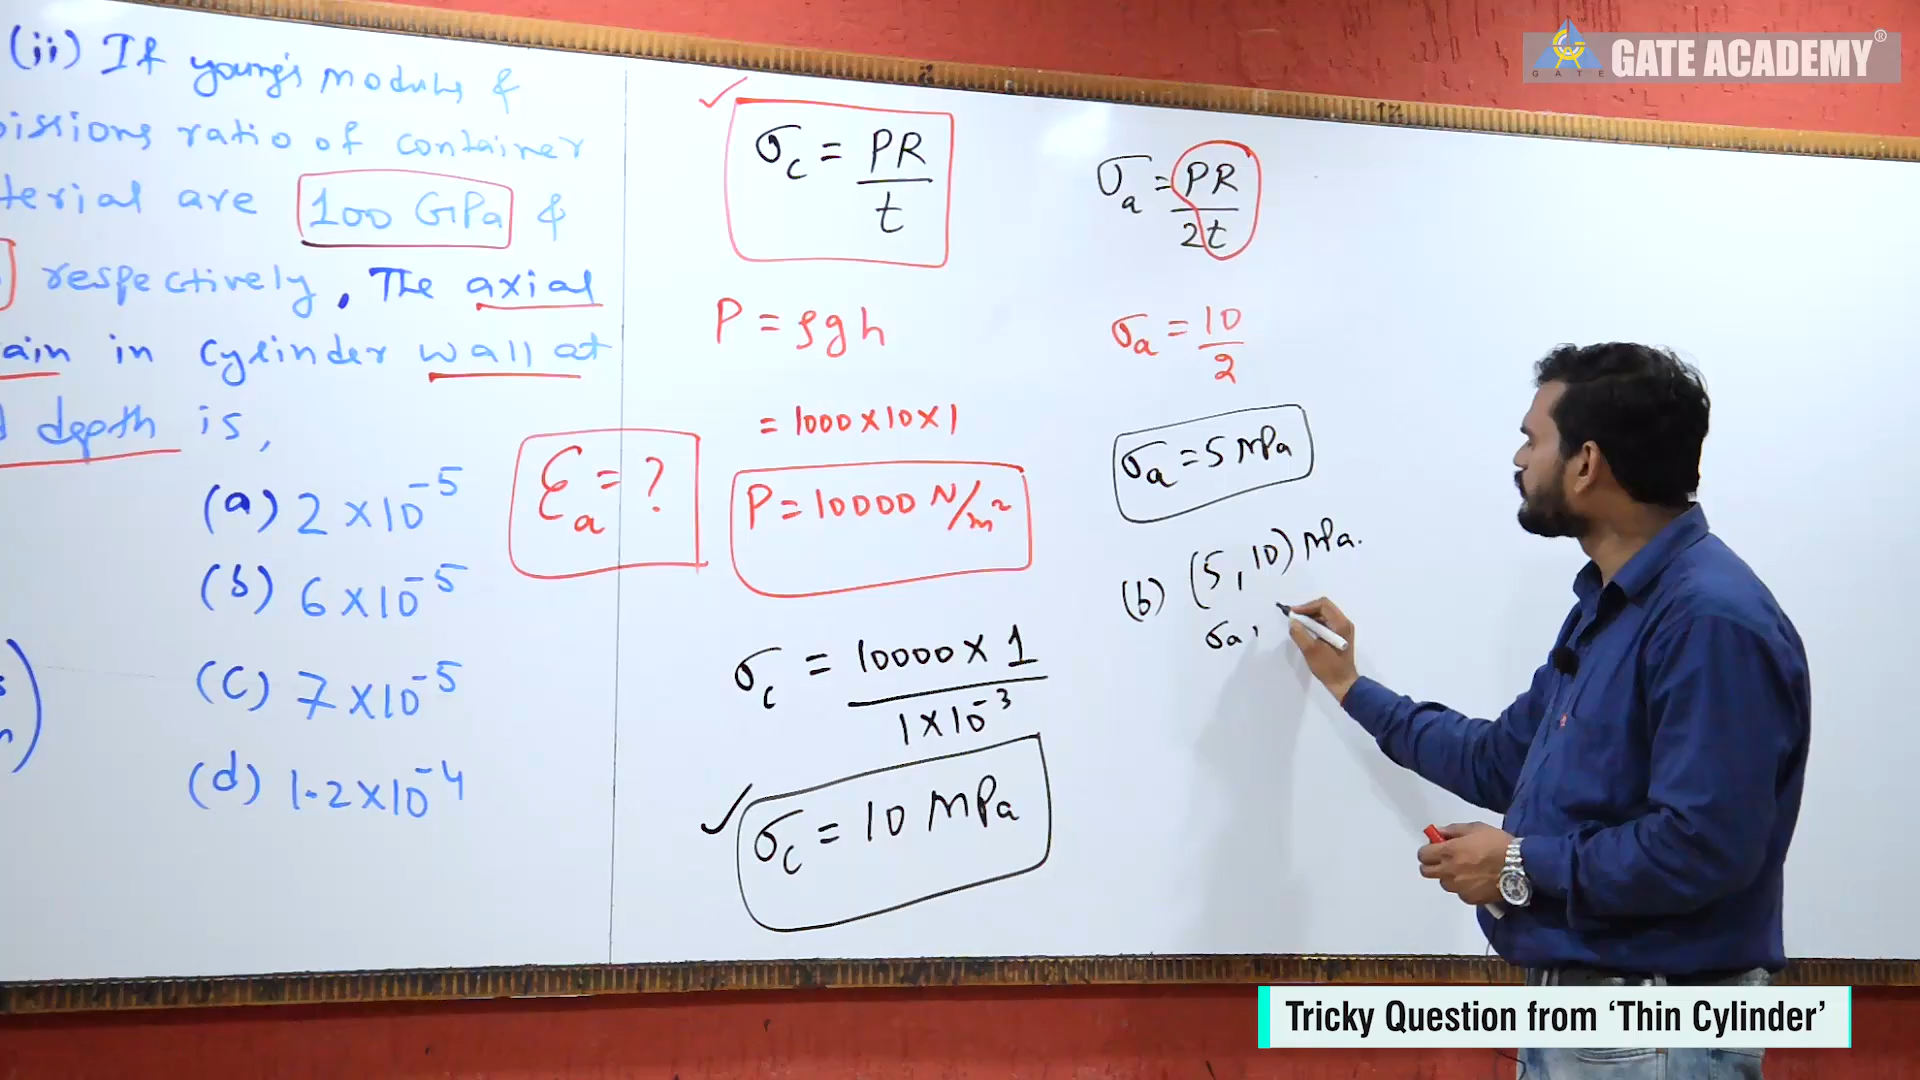 (ii) If young's modulus &
ratio of container
are 100 GPa &
respectively. The axial
in cylinder wall at
depth is,
(a) 2×10⁻⁵
(b) 6×10⁻⁵
(c) 7×10⁻⁵
(d) 1.2×10⁻⁴
εₐ = ?
σc = PR/t
P = ρgh
= 1000×10×1
P = 10000 N/m²
σc = 10000×1/1×10⁻³
σc = 10 MPa
σₐ = PR/2t
σₐ = 10/2
σₐ = 5 MPa
(b) (5, 10) MPa.
σₐ,
GATE
GATE ACADEMY®
Tricky Question from ‘Thin Cylinder’